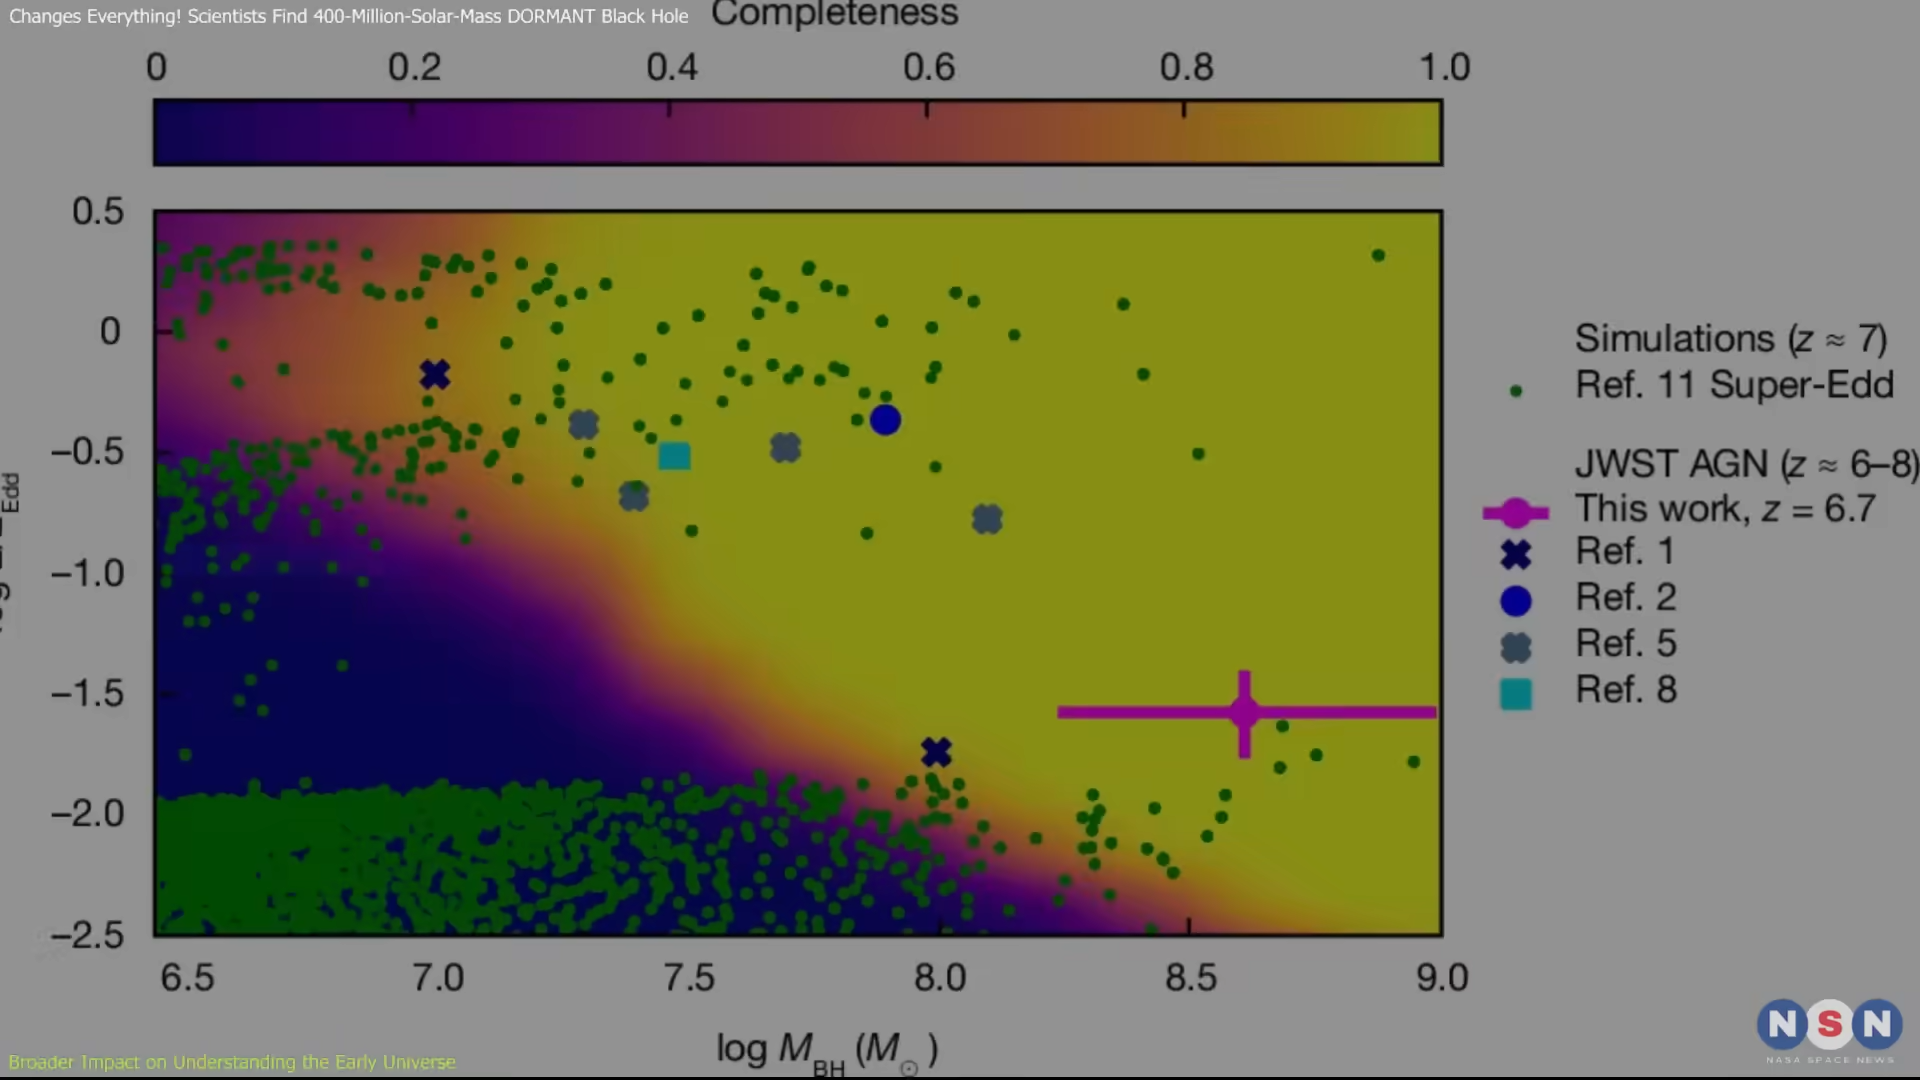 Changes Everything! Scientists Find 400-Million-Solar-Mass DORMANT Black Hole
Completeness
0 0.2 0.4 0.6 0.8 1.0
0.5
0
−0.5
−1.0
−1.5
−2.0
−2.5
Edd
6.5 7.0 7.5 8.0 8.5 9.0
log M_BH (M_☉)
Simulations (z ≈ 7)
Ref. 11 Super-Edd
JWST AGN (z ≈ 6–8)
This work, z = 6.7
Ref. 1
Ref. 2
Ref. 5
Ref. 8
Broader Impact on Understanding the Early Universe
N S N
NASA SPACE NEWS